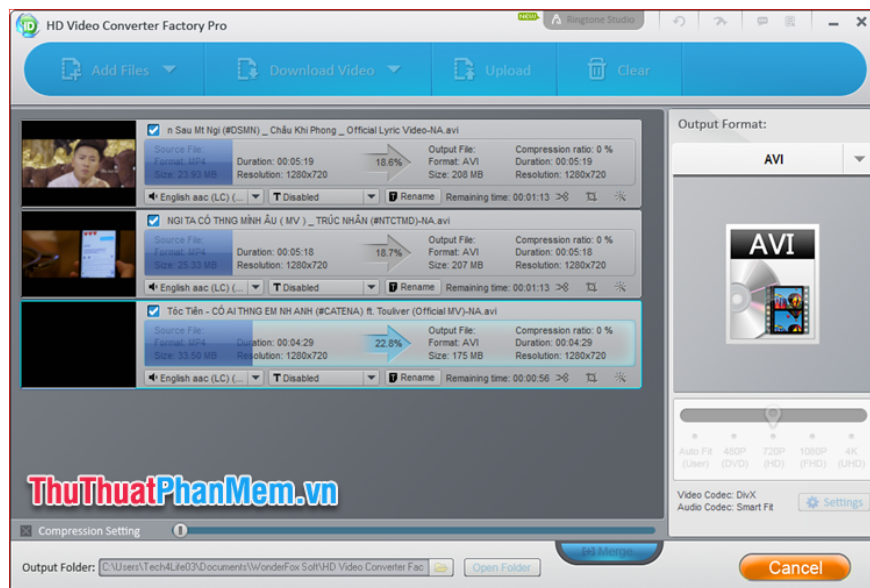 HD Video Converter Factory Pro
NEW
Ringtone Studio
Add Files
Download Video
Upload
Clear
n Sau Mt Ngi (#DSMN) _ Châu Khi Phong _ Official Lyric Video-NA.avi
Source File:
Format: MP4
Size: 23.93 MB
Duration: 00:05:19
Resolution: 1280x720
18.6%
Output File:
Format: AVI
Size: 208 MB
Compression ratio: 0 %
Duration: 00:05:19
Resolution: 1280x720
English aac (LC) (...
T Disabled
T Rename
Remaining time: 00:01:13
NGI TA CÓ THNG MÌNH ÂU ( MV ) _ TRÚC NHÂN (#NTCTMD)-NA.avi
Source File:
Format: MP4
Size: 25.33 MB
Duration: 00:05:18
Resolution: 1280x720
18.7%
Output File:
Format: AVI
Size: 207 MB
Compression ratio: 0 %
Duration: 00:05:18
Resolution: 1280x720
English aac (LC) (...
T Disabled
T Rename
Remaining time: 00:01:13
Tóc Tiên - CÓ AI THNG EM NH ANH (#CATENA) ft. Touliver (Official MV)-NA.avi
Source File:
Format: MP4
Size: 33.50 MB
Duration: 00:04:29
Resolution: 1280x720
22.8%
Output File:
Format: AVI
Size: 175 MB
Compression ratio: 0 %
Duration: 00:04:29
Resolution: 1280x720
English aac (LC) (...
T Disabled
T Rename
Remaining time: 00:00:56
Output Format:
AVI
AVI
Auto Fit (User)
480P (DVD)
720P (HD)
1080P (FHD)
4K (UHD)
Video Codec: DivX
Audio Codec: Smart Fit
Settings
ThuThuatPhanMem.vn
Compression Setting
Output Folder:
C:\Users\Tech4Life03\Documents\WonderFox Soft\HD Video Converter Fac
Open Folder
[+] Merge
Cancel